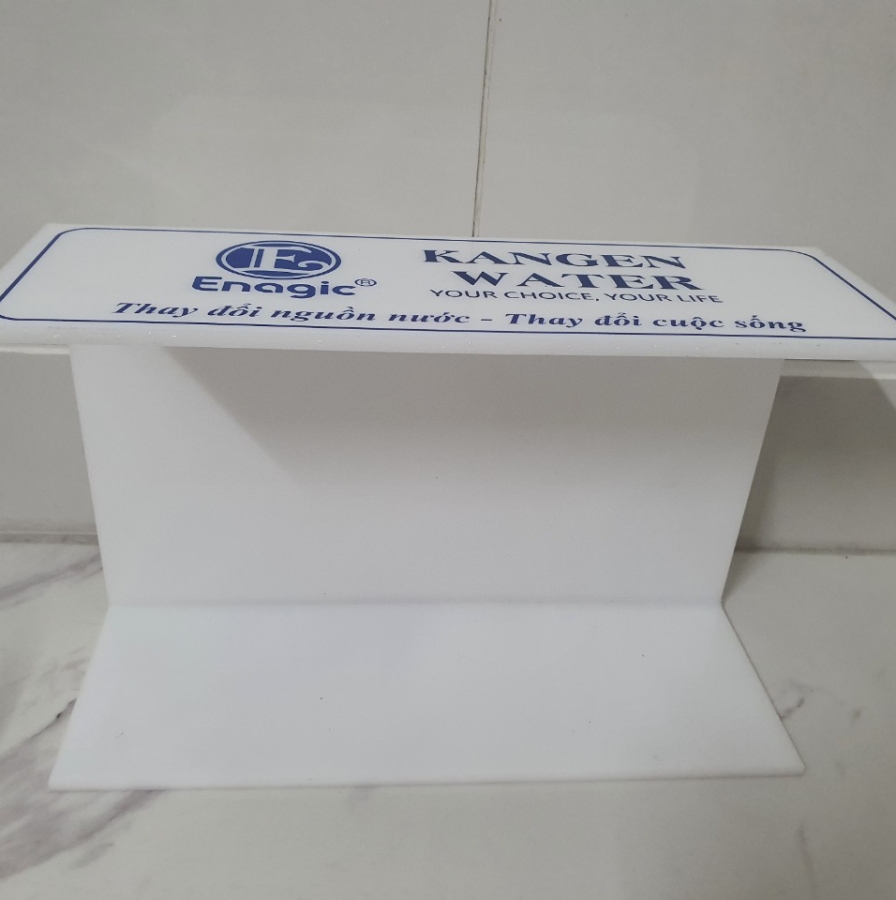 E
Enagic®
KANGEN
WATER
YOUR CHOICE, YOUR LIFE
Thay đổi nguồn nước - Thay đổi cuộc sống